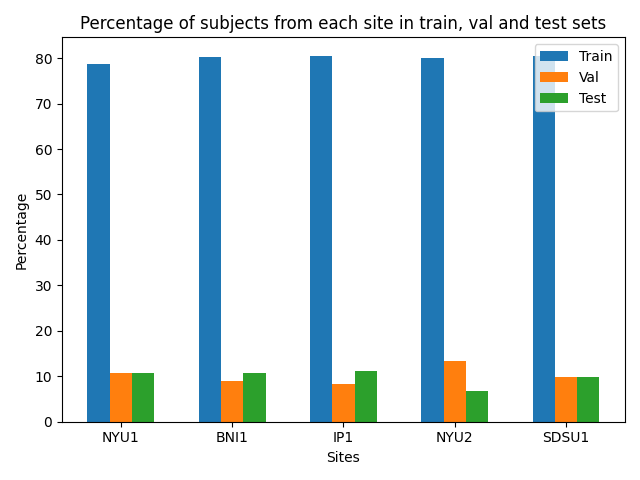 Percentage of subjects from each site in train, val and test sets
Train
Val
Test
80
70
60
50
40
30
20
10
0
Percentage
NYU1 BNI1 IP1 NYU2 SDSU1
Sites